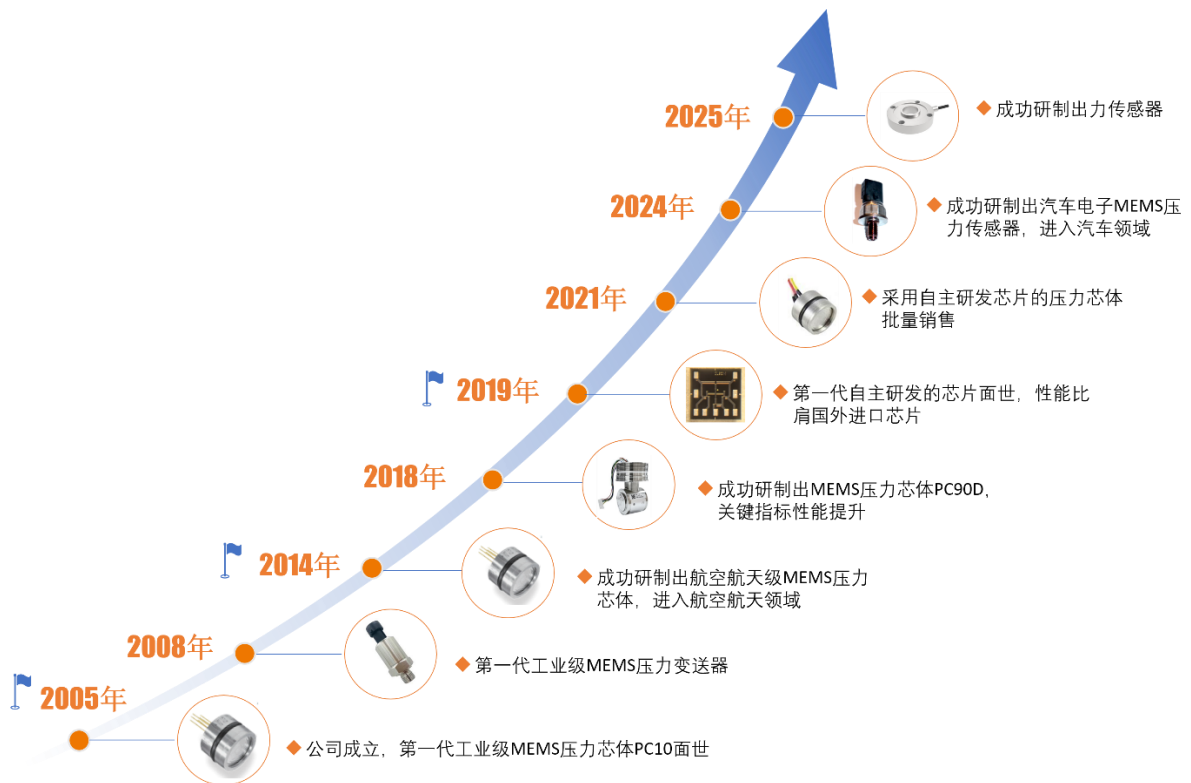 2025年
成功研制出力传感器
2024年
成功研制出汽车电子MEMS压
力传感器，进入汽车领域
2021年
采用自主研发芯片的压力芯体
批量销售
2019年
第一代自主研发的芯片面世，性能比
肩国外进口芯片
2018年
成功研制出MEMS压力芯体PC90D，
关键指标性能提升
2014年
成功研制出航空航天级MEMS压力
芯体，进入航空航天领域
2008年
第一代工业级MEMS压力变送器
2005年
公司成立，第一代工业级MEMS压力芯体PC10面世